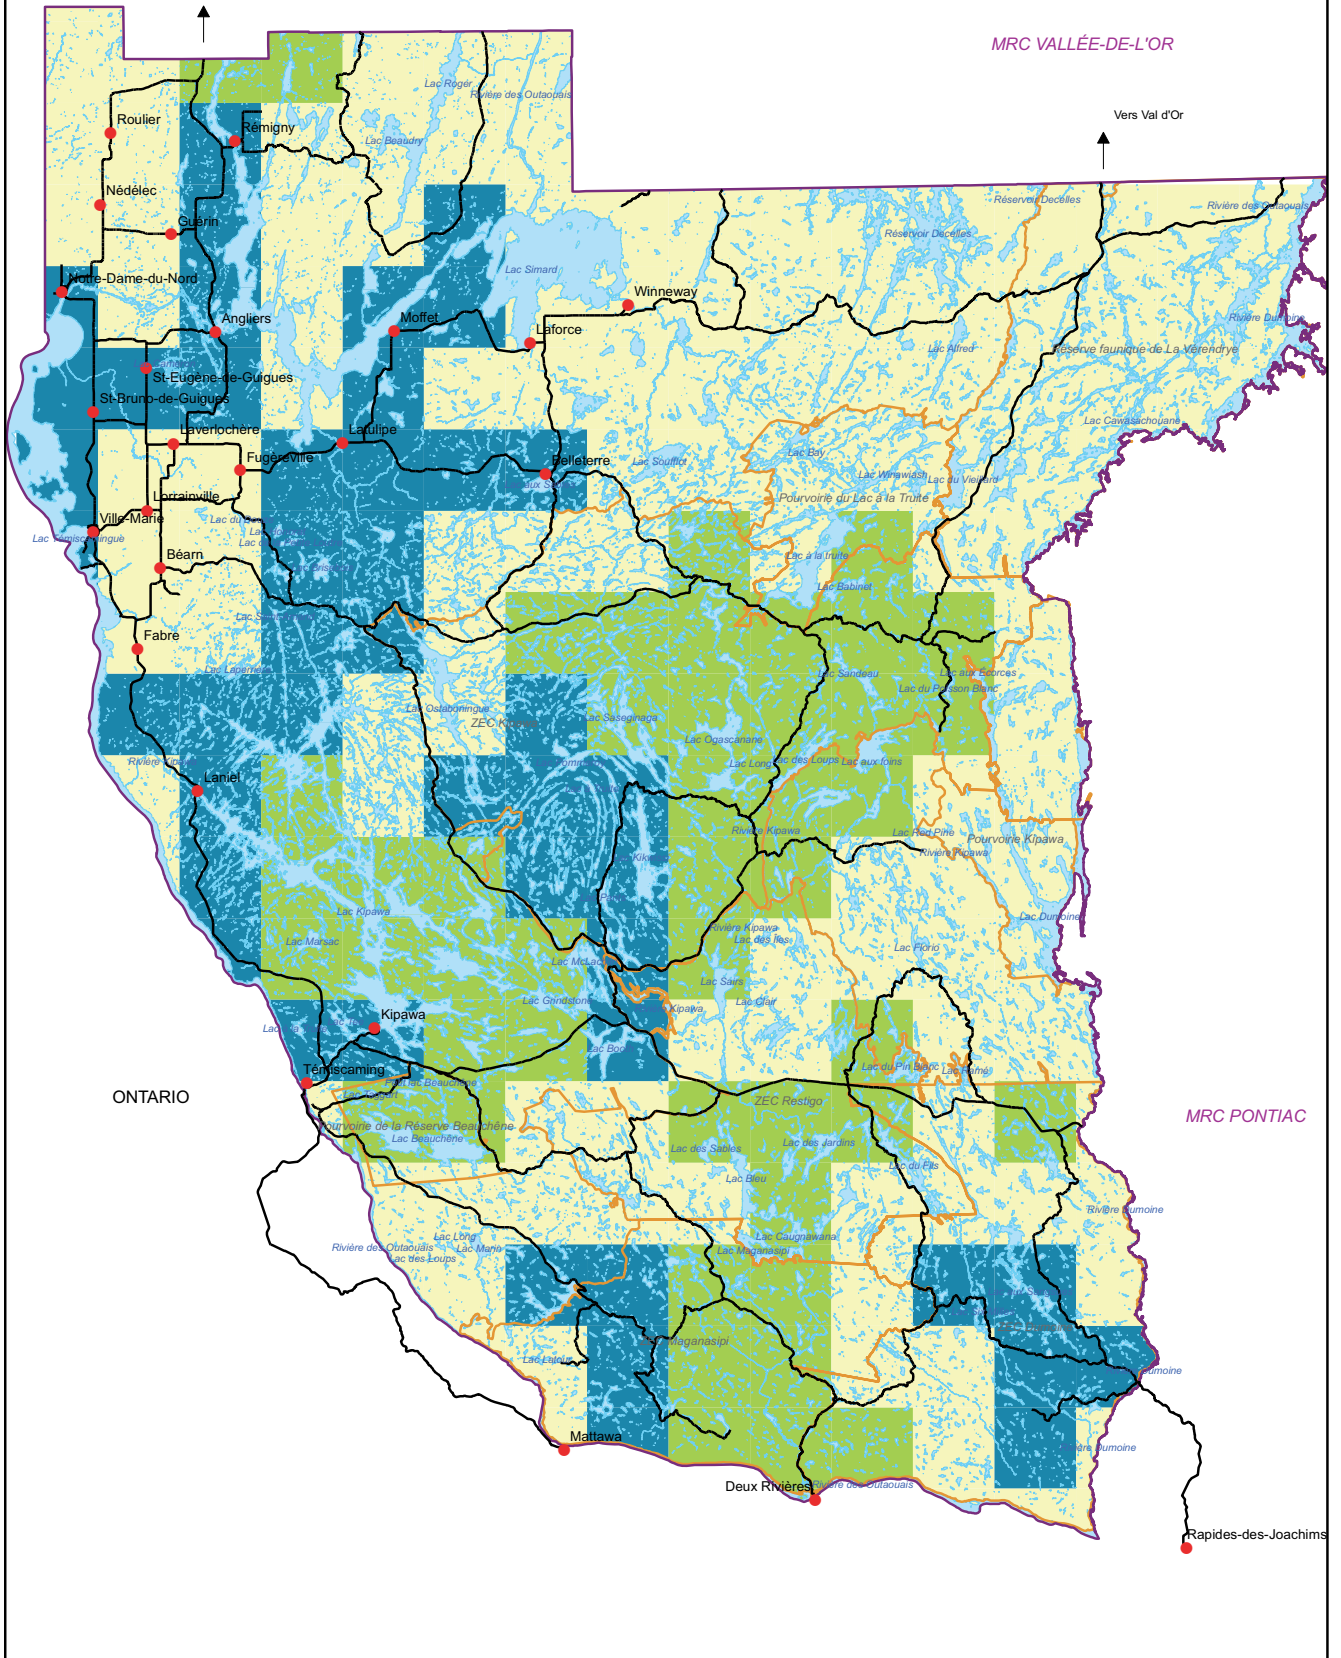 MRC VALLÉE-DE-L'OR
Lac Roger
Rivière des Outaouais
Vers Val d'Or
Roulier
Rémigny
Lac Beaudry
Nédélec
Réservoir Decelles
Rivière des Outaouais
Guérin
Réservoir Decelles
Lac Simard
Notre-Dame-du-Nord
Winneway
Angliers
Moffet
Laforce
Rivière Dumoine
Lac Alfred
Réserve faunique de La Vérendrye
St-Eugène-de-Guigues
St-Bruno-de-Guigues
Lac Cawasachouane
Laverlochère
Latulipe
Lac Bay
Fugèreville
Belleterre
Lac Soufflot
Lac Winawiash
Lac du Vieillard
Lorrainville
Pourvoirie du Lac à la Truite
Ville-Marie
Lac Témiscamingue
Béarn
Lac à la truite
Lac Babinet
Fabre
Lac Sandeau
Lac aux Écorces
Lac du Poisson Blanc
Lac Ostaboningue
Lac Saseginaga
Lac Ogascanane
Rivière Kipawa
Lac Long
Lac des Loups
Lac aux foins
Laniel
Rivière Kipawa
Lac Red Pine
Pourvoirie Kipawa
Rivière Kipawa
Lac Kipawa
Lac Dumoine
Rivière Kipawa
Lac des Îles
Lac Marsac
Lac Florio
Lac McLac
Lac Sairs
Lac Grindstone
Lac Clair
Kipawa
Kipawa
Témiscaming
Lac du Pin Blanc
Lac Ramé
Petit lac Beauchêne
Lac Taggart
ONTARIO
ZEC Restigo
MRC PONTIAC
Pourvoirie de la Réserve Beauchêne
Lac Beauchêne
Lac des Sables
Lac des Jardins
Lac du Fils
Lac Bleu
Rivière Dumoine
Lac Long
Lac Caugnawana
Rivière des Outaouais
Lac Marin
Lac Maganasipi
Lac des Loups
ZEC Maganasipi
Lac Latour
Dumoine
Mattawa
Rivière Dumoine
Deux Rivières
Rivière des Outaouais
Rapides-des-Joachims